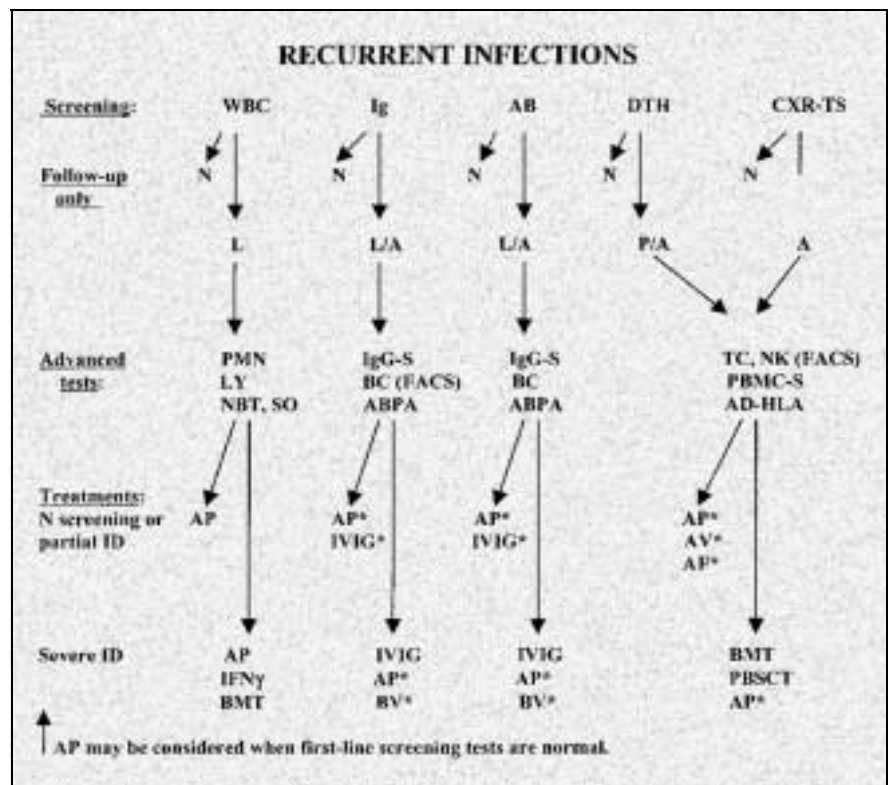 RECURRENT INFECTIONS
Screening: WBC Ig AB DTH CXR-TS
N N N N N
Follow-up
only
L L/A L/A P/A A
Advanced PMN IgG-S IgG-S TC, NK (FACS)
tests: LY BC (FACS) BC PBMC-S
NBT, SO ABPA ABPA AD-HLA
Treatments:
N screening or AP AP* AP* AP*
partial ID IVIG* IVIG* AV*
AF*
Severe ID AP IVIG IVIG BMT
IFNγ AP* AP* PBSCT
BMT BV* BV* AP*
AP may be considered when first-line screening tests are normal.